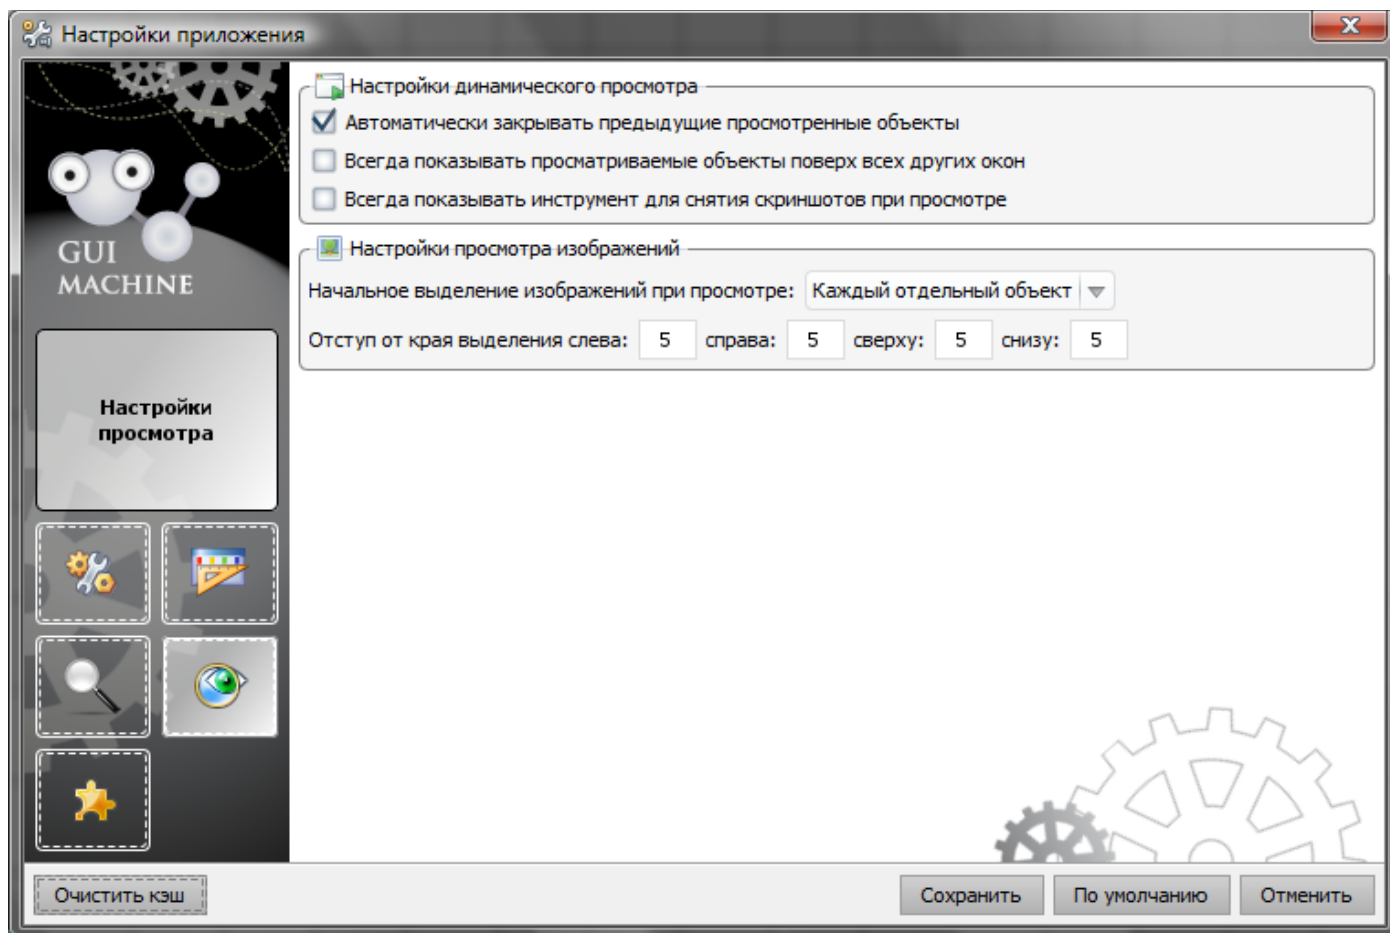 Настройки приложения
GUI
MACHINE
Настройки
просмотра
Настройки динамического просмотра
Автоматически закрывать предыдущие просмотренные объекты
Всегда показывать просматриваемые объекты поверх всех других окон
Всегда показывать инструмент для снятия скриншотов при просмотре
Настройки просмотра изображений
Начальное выделение изображений при просмотре: Каждый отдельный объект
Отступ от края выделения слева: 5 справа: 5 сверху: 5 снизу: 5
Очистить кэш Сохранить По умолчанию Отменить